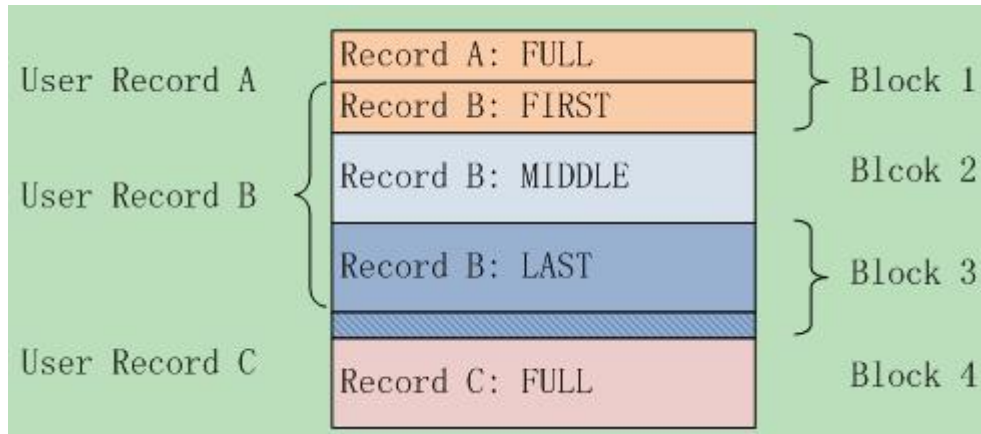 User Record A
User Record B
User Record C
Record A: FULL
Record B: FIRST
Record B: MIDDLE
Record B: LAST
Record C: FULL
Block 1
Blcok 2
Block 3
Block 4